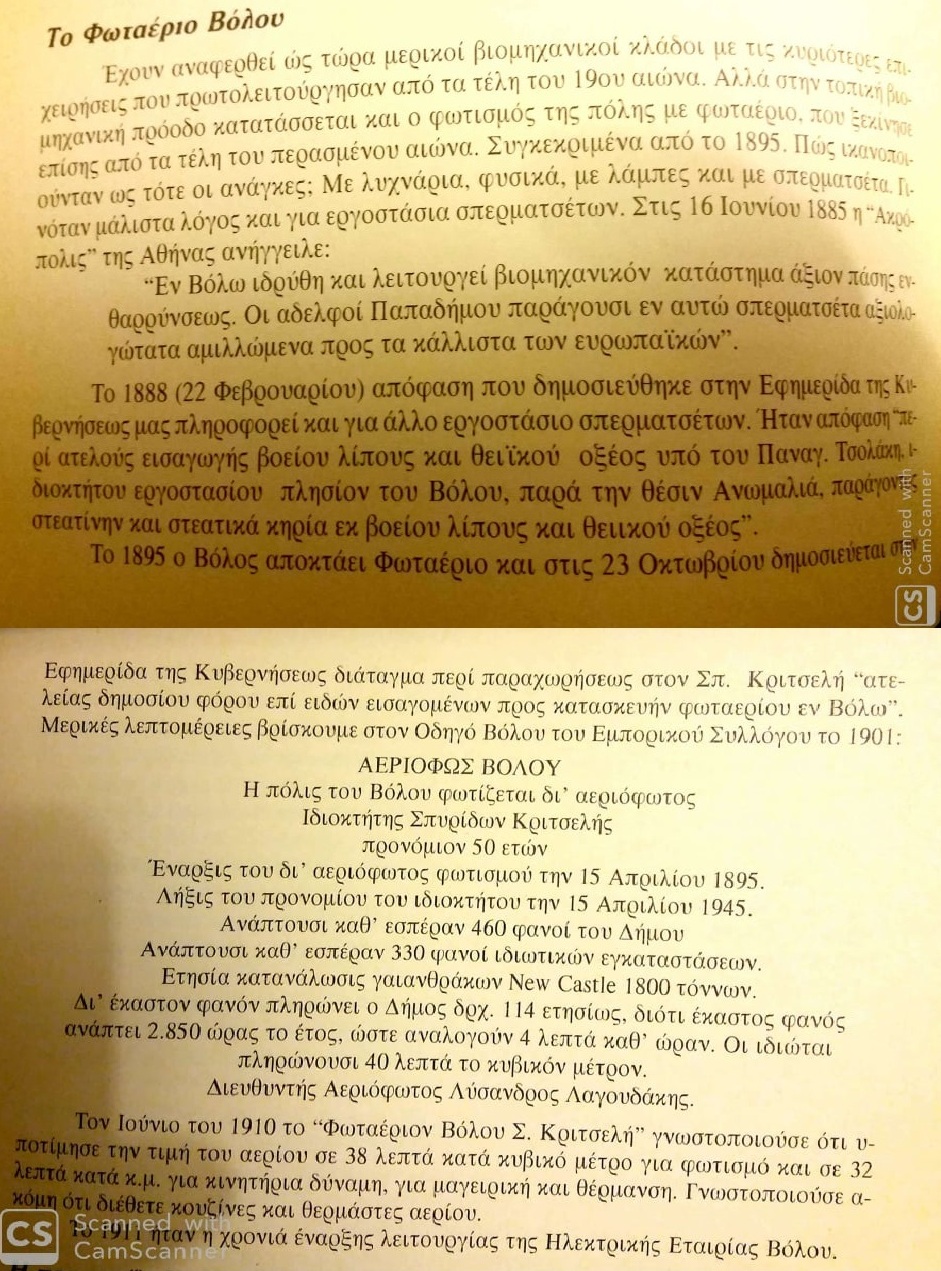 Το Φωταέριο Βόλου
Έχουν αναφερθεί ώς τώρα μερικοί βιομηχανικοί κλάδοι με τις κυριότερες επι-
χειρήσεις που πρωτολειτούργησαν από τα τέλη του 19ου αιώνα. Αλλά στην τοπική βιο-
μηχανική πρόοδο κατατάσσεται και ο φωτισμός της πόλης με φωταέριο, που ξεκίνησε
επίσης από τα τέλη του περασμένου αιώνα. Συγκεκριμένα από το 1895. Πώς ικανοποι-
ούνταν ως τότε οι ανάγκες; Με λυχνάρια, φυσικά, με λάμπες και με σπερματσέτα. Γι-
νόταν μάλιστα λόγος και για εργοστάσια σπερματσέτων. Στις 16 Ιουνίου 1885 η “Ακρό-
πολις” της Αθήνας ανήγγειλε:
“Εν Βόλω ιδρύθη και λειτουργεί βιομηχανικόν κατάστημα άξιον πάσης εν-
θαρρύνσεως. Οι αδελφοί Παπαδήμου παράγουσι εν αυτώ σπερματσέτα αξιολο-
γώτατα αμιλλώμενα προς τα κάλλιστα των ευρωπαϊκών”.
Το 1888 (22 Φεβρουαρίου) απόφαση που δημοσιεύθηκε στην Εφημερίδα της Κυ-
βερνήσεως μας πληροφορεί και για άλλο εργοστάσιο σπερματσέτων. Ήταν απόφαση “πε-
ρί ατελούς εισαγωγής βοείου λίπους και θειϊκού οξέος υπό του Παναγ. Τσολάκη, ι-
διοκτήτου εργοστασίου πλησίον του Βόλου, παρά την θέσιν Ανωμαλιά, παράγοντος
στεατίνην και στεατικά κηρία εκ βοείου λίπους και θειικού οξέος”.
Το 1895 ο Βόλος αποκτάει Φωταέριο και στις 23 Οκτωβρίου δημοσιεύεται στην
Scanned with
CamScanner
CS
Εφημερίδα της Κυβερνήσεως διάταγμα περί παραχωρήσεως στον Σπ. Κριτσελή “ατε-
λείας δημοσίου φόρου επί ειδών εισαγομένων προς κατασκευήν φωταερίου εν Βόλω”.
Μερικές λεπτομέρειες βρίσκουμε στον Οδηγό Βόλου του Εμπορικού Συλλόγου το 1901:
ΑΕΡΙΟΦΩΣ ΒΟΛΟΥ
Η πόλις του Βόλου φωτίζεται δι’ αεριόφωτος
Ιδιοκτήτης Σπυρίδων Κριτσελής
προνόμιον 50 ετών
Έναρξις του δι’ αεριόφωτος φωτισμού την 15 Απριλίου 1895.
Λήξις του προνομίου του ιδιοκτήτου την 15 Απριλίου 1945.
Ανάπτουσι καθ’ εσπέραν 460 φανοί του Δήμου
Ανάπτουσι καθ’ εσπέραν 330 φανοί ιδιωτικών εγκαταστάσεων.
Ετησία κατανάλωσις γαιανθράκων New Castle 1800 τόννων.
Δι’ έκαστον φανόν πληρώνει ο Δήμος δρχ. 114 ετησίως, διότι έκαστος φανός
ανάπτει 2.850 ώρας το έτος, ώστε αναλογούν 4 λεπτά καθ’ ώραν. Οι ιδιώται
πληρώνουσι 40 λεπτά το κυβικόν μέτρον.
Διευθυντής Αεριόφωτος Λύσανδρος Λαγουδάκης.
Τον Ιούνιο του 1910 το “Φωταέριον Βόλου Σ. Κριτσελή” γνωστοποιούσε ότι υ-
ποτίμησε την τιμή του αερίου σε 38 λεπτά κατά κυβικό μέτρο για φωτισμό και σε 32
λεπτά κατά κ.μ. για κινητήρια δύναμη, για μαγειρική και θέρμανση. Γνωστοποιούσε α-
κόμη ότι διέθετε κουζίνες και θερμάστες αερίου.
Το 1911 ήταν η χρονιά έναρξης λειτουργίας της Ηλεκτρικής Εταιρίας Βόλου.
CS
Scanned with
CamScanner